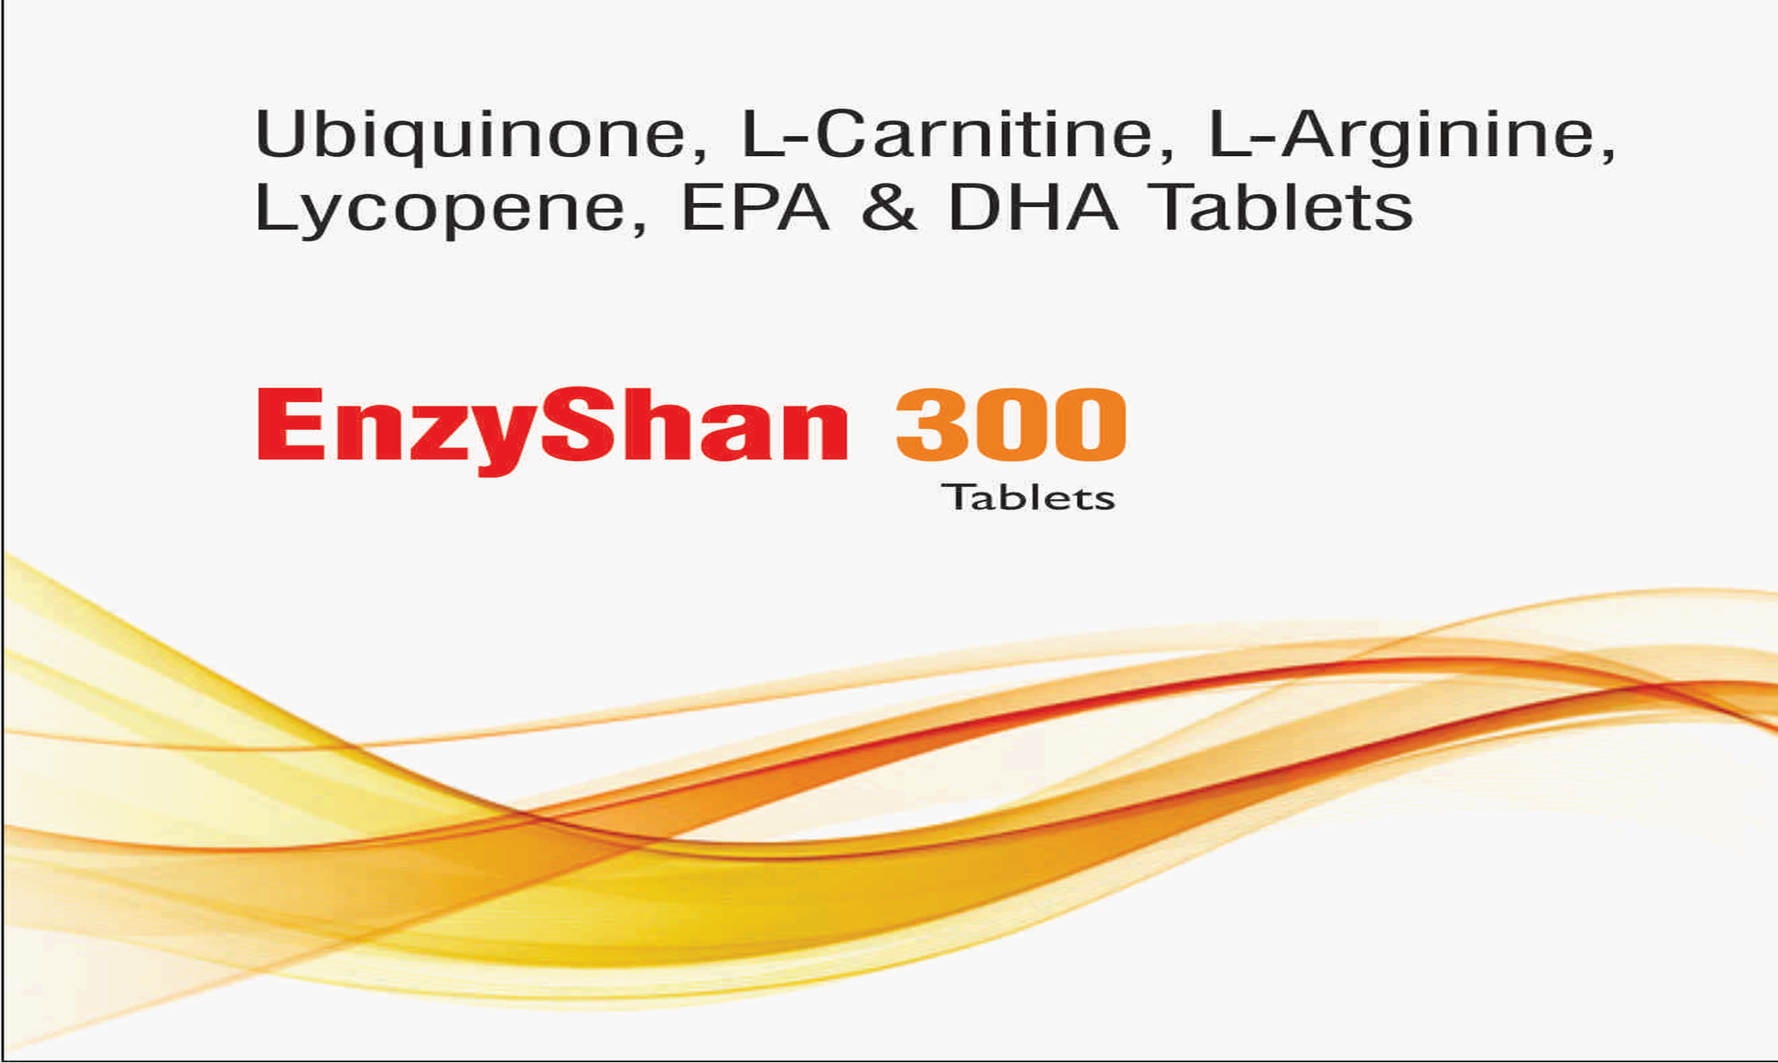 Ubiquinone, L-Carnitine, L-Arginine,
Lycopene, EPA & DHA Tablets
EnzyShan 300
Tablets